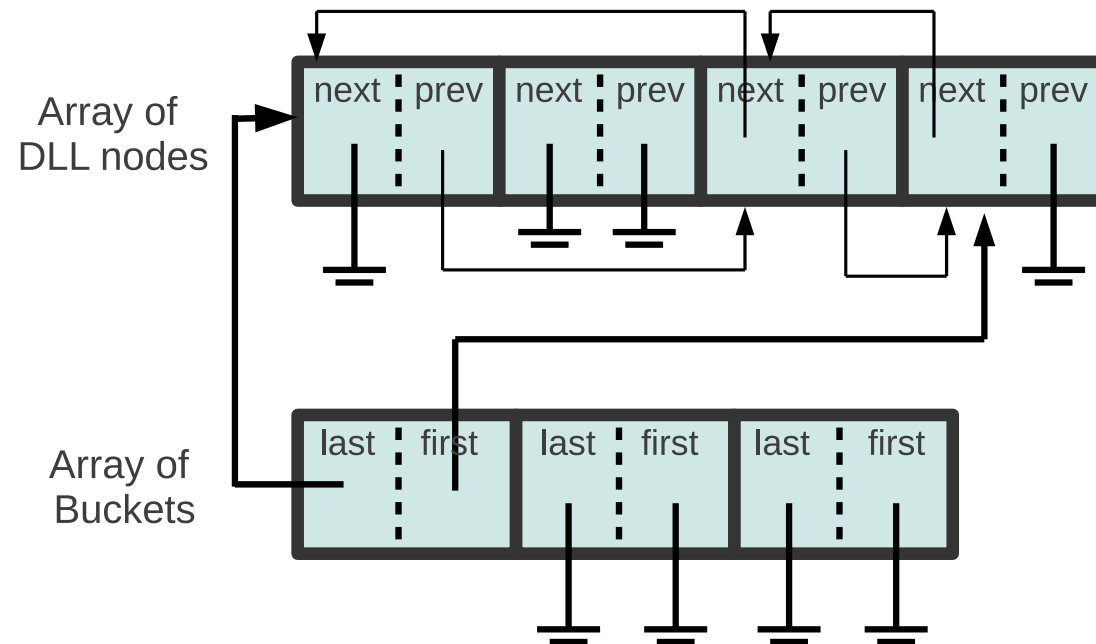 Array of
DLL nodes
next prev next prev next prev next prev
Array of
Buckets
last first last first last first